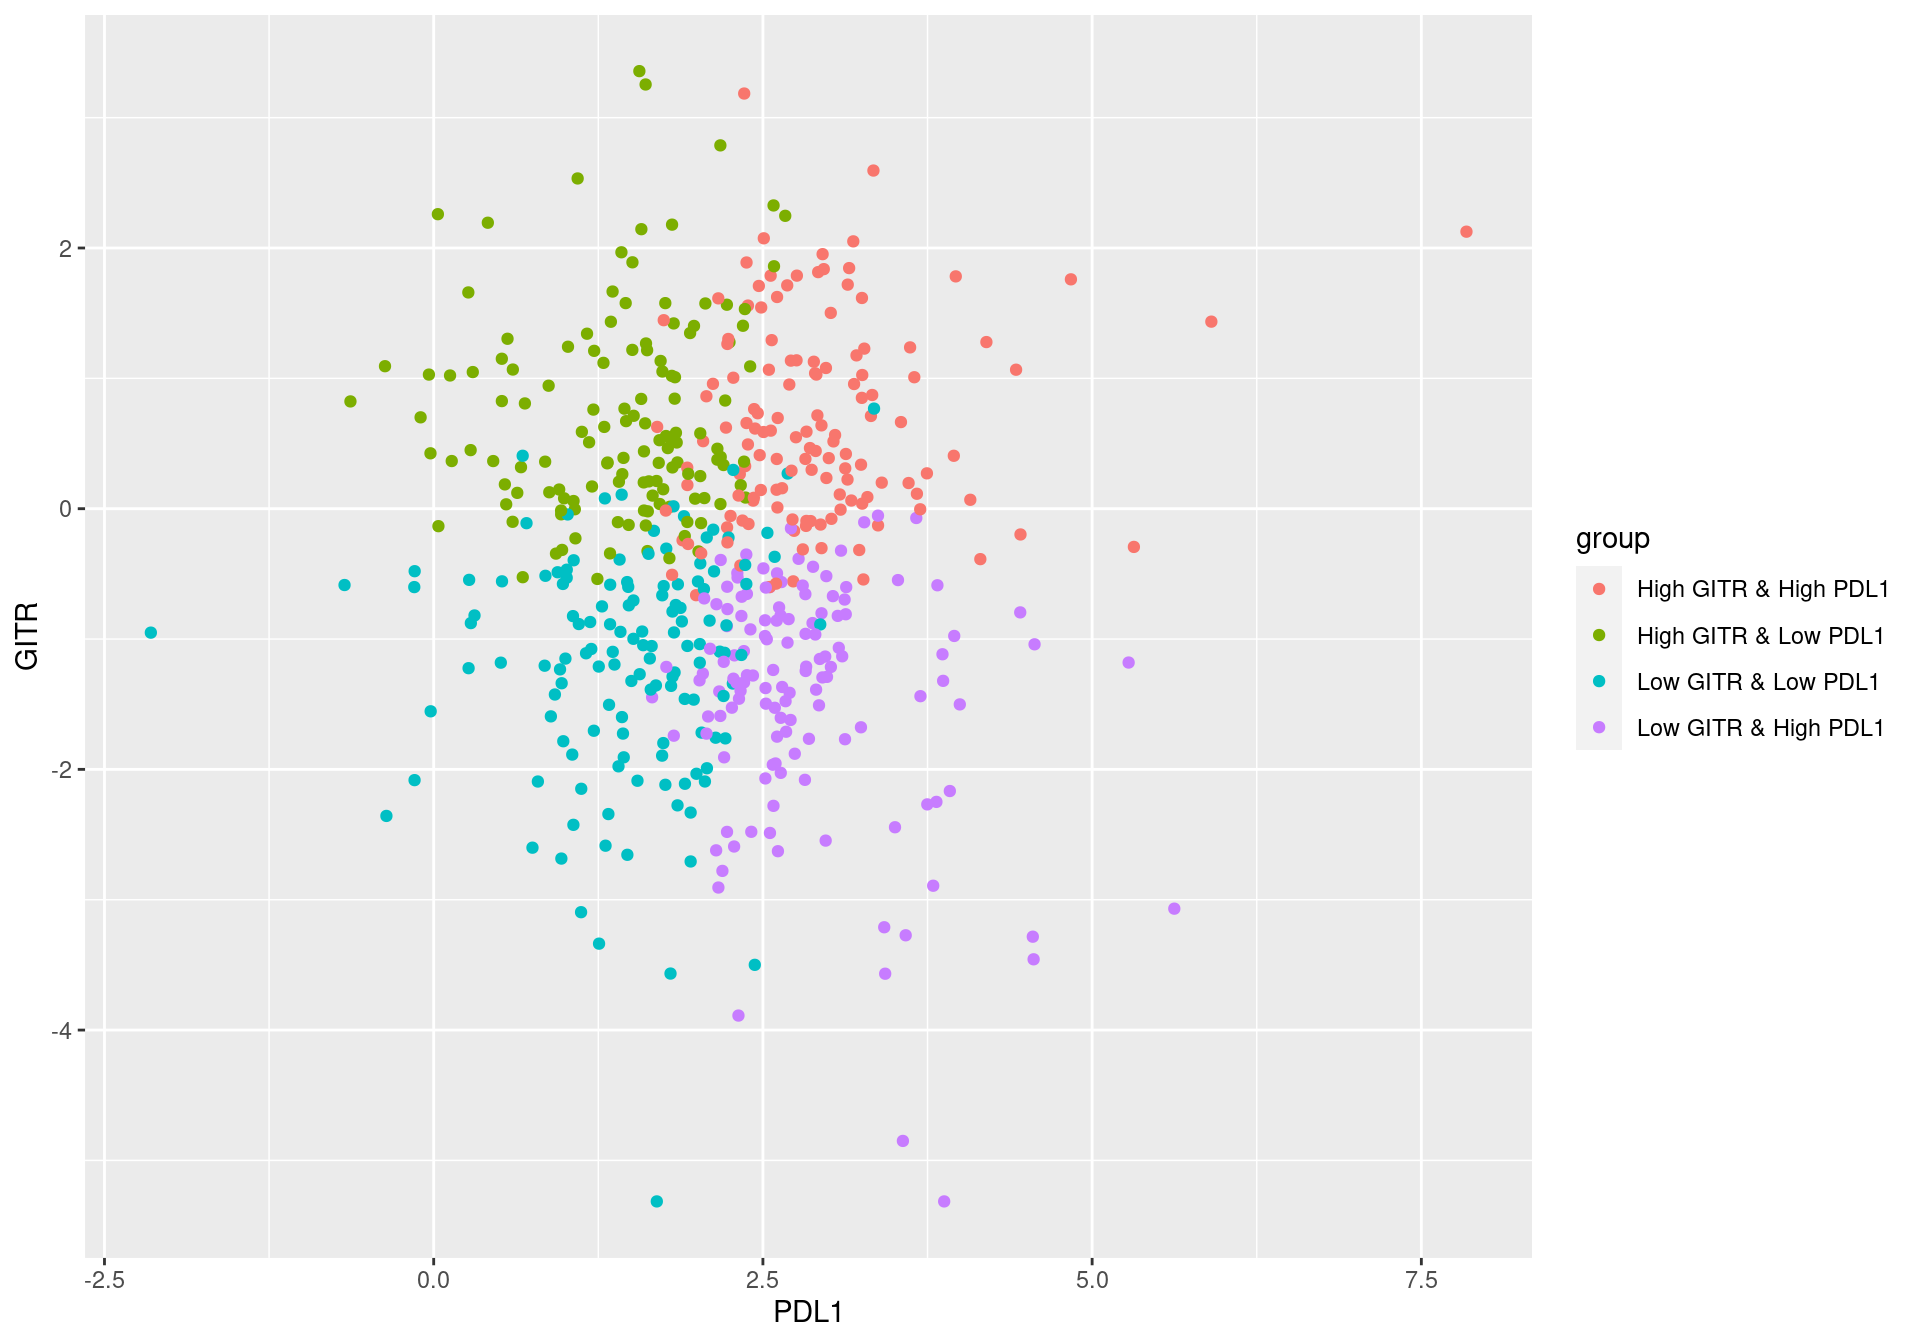 GITR
2
0
-2
-4
-2.5 0.0 2.5 5.0 7.5
PDL1
group
High GITR & High PDL1
High GITR & Low PDL1
Low GITR & Low PDL1
Low GITR & High PDL1